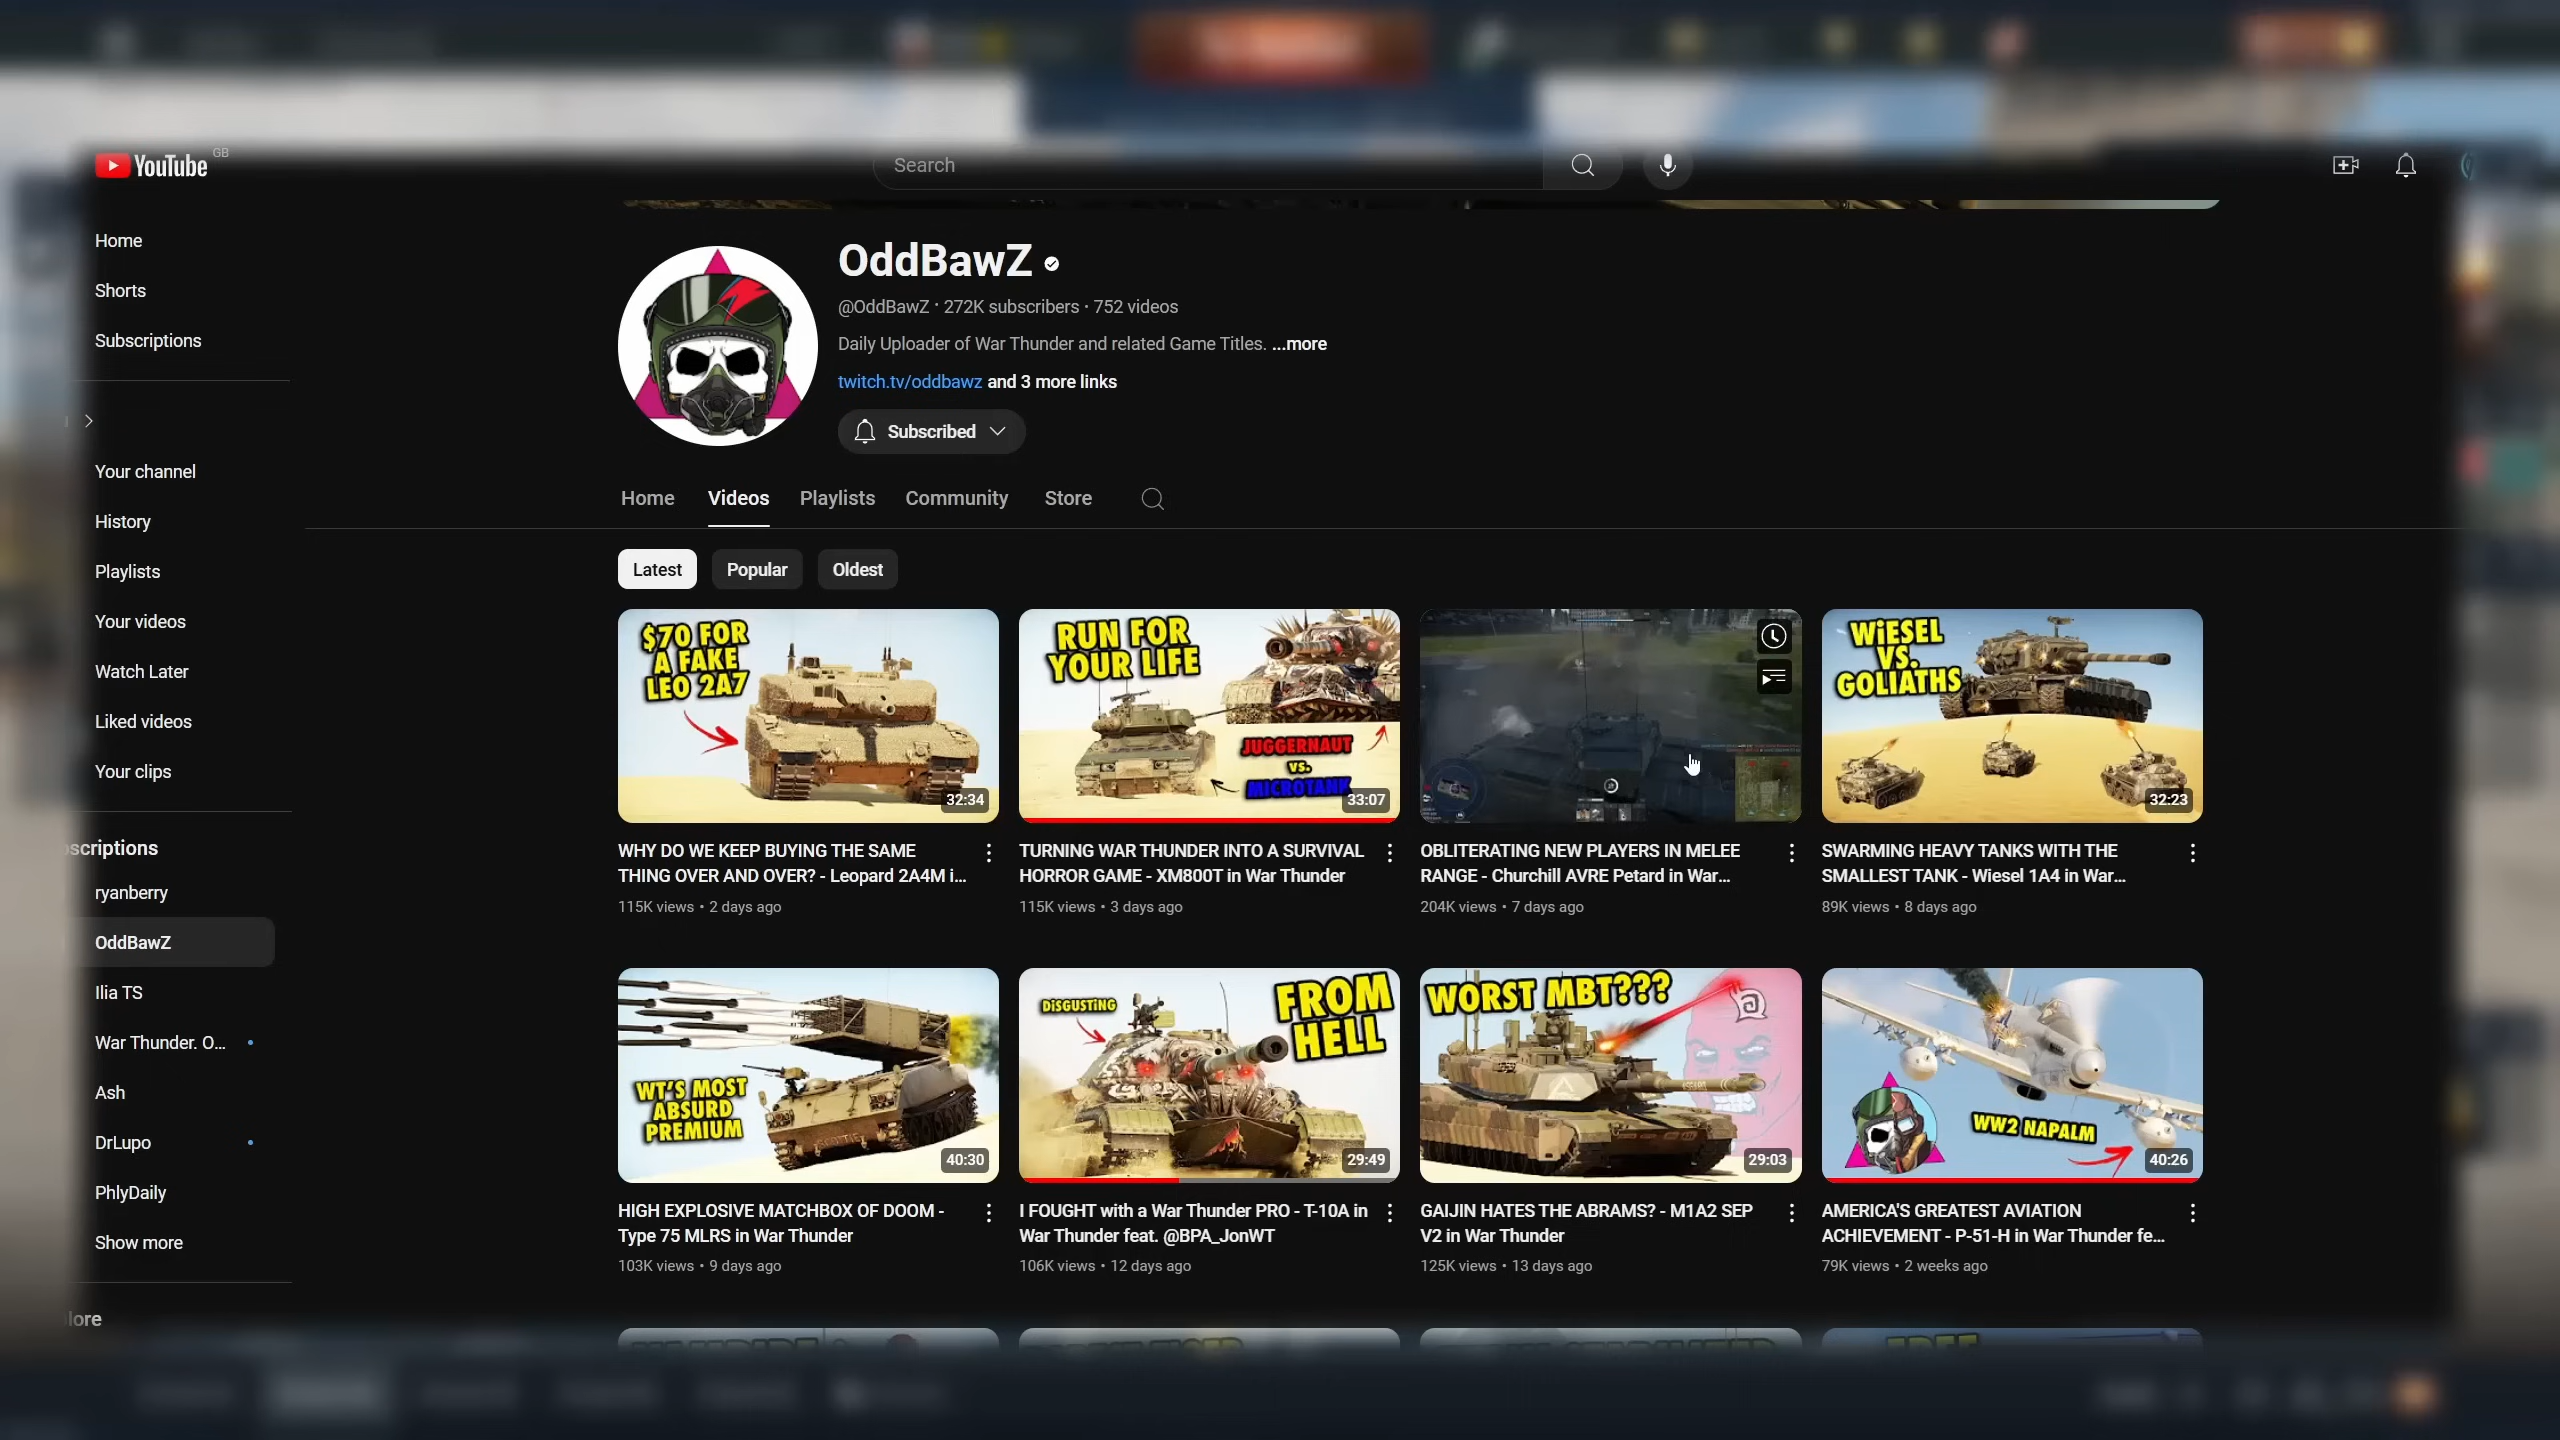 YouTube GB
Search
Home
Shorts
Subscriptions
Your channel
History
Playlists
Your videos
Watch Later
Liked videos
Your clips
scriptions
ryanberry
OddBawZ
Ilia TS
War Thunder. O...
Ash
DrLupo
PhlyDaily
Show more
lore
OddBawZ
@OddBawZ · 272K subscribers · 752 videos
Daily Uploader of War Thunder and related Game Titles. ...more
twitch.tv/oddbawz and 3 more links
Subscribed
Home Videos Playlists Community Store
Latest Popular Oldest
$70 FOR
A FAKE
LEO 2A7
32:34
WHY DO WE KEEP BUYING THE SAME
THING OVER AND OVER? - Leopard 2A4M i...
115K views • 2 days ago
RUN FOR
YOUR LIFE
JUGGERNAUT
VS.
MICROTANK
33:07
TURNING WAR THUNDER INTO A SURVIVAL
HORROR GAME - XM800T in War Thunder
115K views • 3 days ago
OBLITERATING NEW PLAYERS IN MELEE
RANGE - Churchill AVRE Petard in War...
204K views • 7 days ago
WiESEL
VS.
GOLIATHS
32:23
SWARMING HEAVY TANKS WITH THE
SMALLEST TANK - Wiesel 1A4 in War...
89K views • 8 days ago
WT'S MOST
ABSURD
PREMIUM
40:30
HIGH EXPLOSIVE MATCHBOX OF DOOM -
Type 75 MLRS in War Thunder
103K views • 9 days ago
DiSGUSTiNG
FROM
HELL
29:49
I FOUGHT with a War Thunder PRO - T-10A in
War Thunder feat. @BPA_JonWT
106K views • 12 days ago
WORST MBT???
29:03
GAIJIN HATES THE ABRAMS? - M1A2 SEP
V2 in War Thunder
125K views • 13 days ago
WW2 NAPALM
40:26
AMERICA'S GREATEST AVIATION
ACHIEVEMENT - P-51-H in War Thunder fe...
79K views • 2 weeks ago